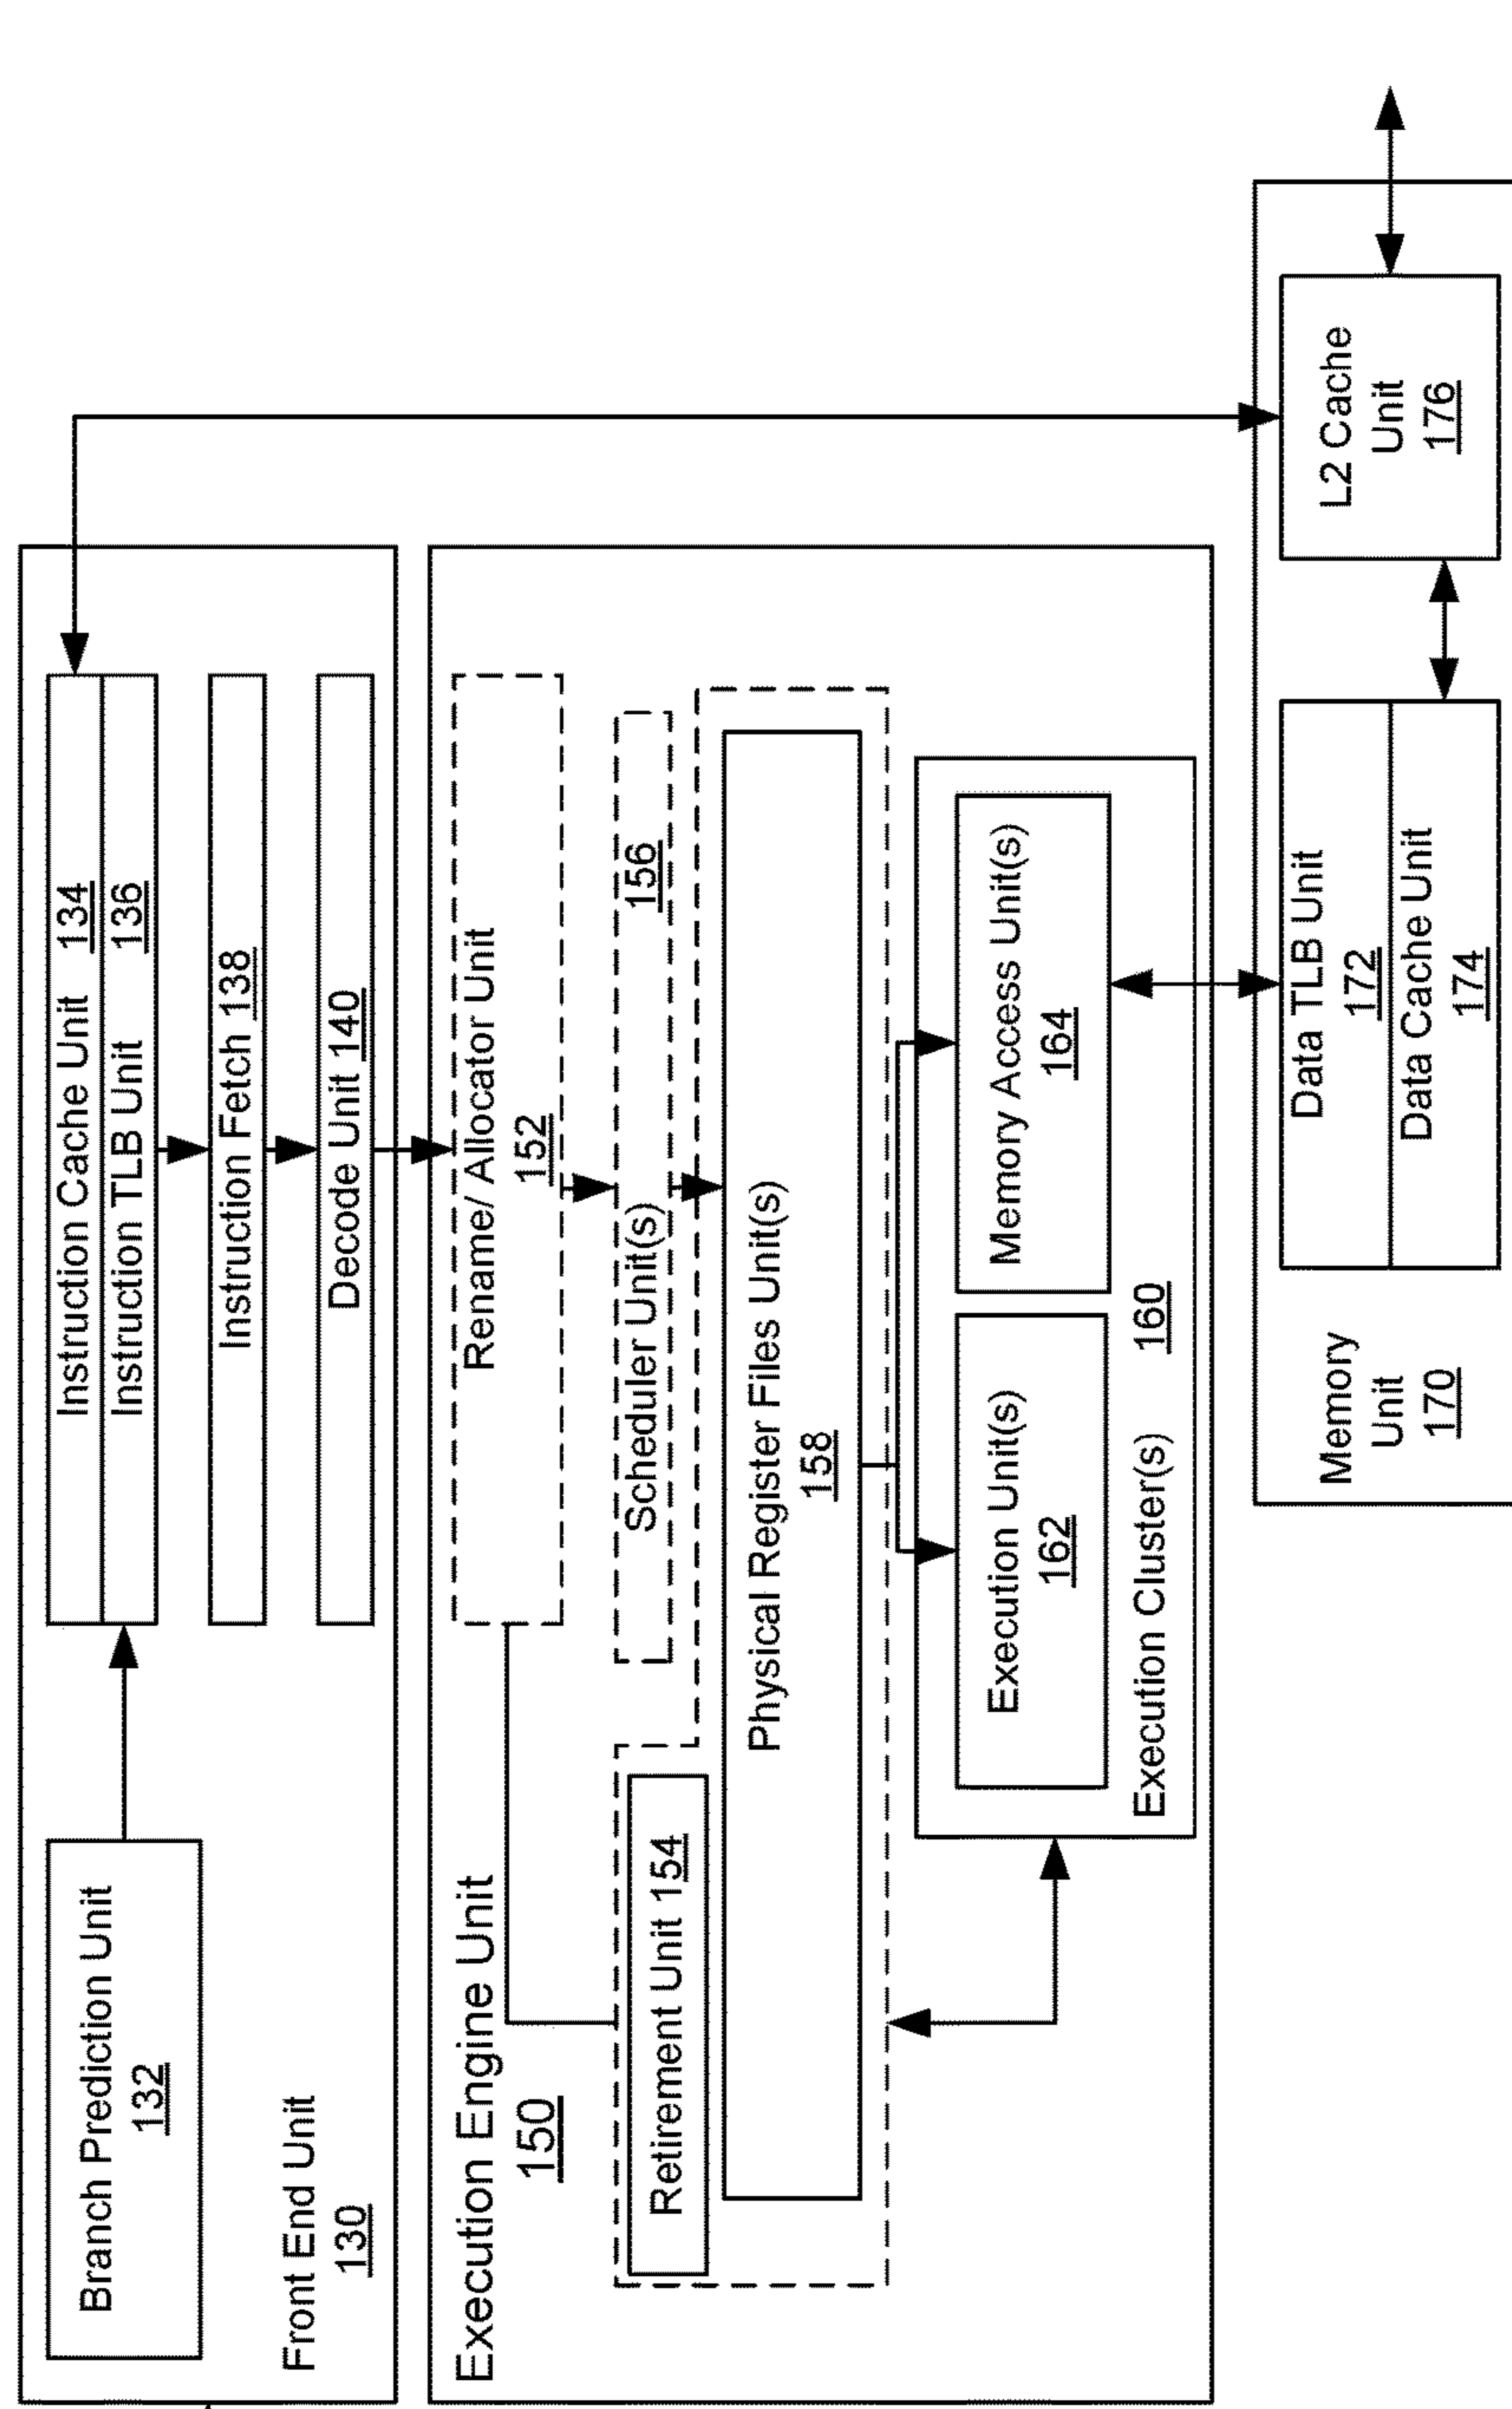 Branch Prediction Unit
132
Instruction Cache Unit 134
Instruction TLB Unit 136
Instruction Fetch 138
Front End Unit
130
Decode Unit 140
Execution Engine Unit
150
Rename/ Allocator Unit
152
Retirement Unit 154
Scheduler Unit(s) 156
Physical Register Files Unit(s)
158
Execution Unit(s)
162
Memory Access Unit(s)
164
Execution Cluster(s) 160
Memory
Unit
170
Data TLB Unit
172
Data Cache Unit
174
L2 Cache
Unit
176